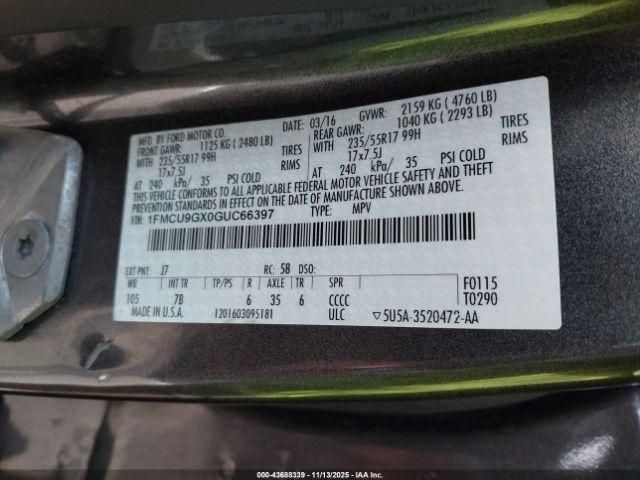 MFD. BY FORD MOTOR CO. DATE: 03/16 GVWR: 2159 KG ( 4760 LB)
FRONT GAWR: 1125 KG ( 2480 LB) REAR GAWR: 1040 KG ( 2293 LB)
WITH 235/55R17 99H TIRES WITH 235/55R17 99H TIRES
17x7.5J RIMS 17x7.5J RIMS
AT 240 kPa/ 35 PSI COLD AT 240 kPa/ 35 PSI COLD
THIS VEHICLE CONFORMS TO ALL APPLICABLE FEDERAL MOTOR VEHICLE SAFETY AND THEFT
PREVENTION STANDARDS IN EFFECT ON THE DATE OF MANUFACTURE SHOWN ABOVE.
VIN: 1FMCU9GX0GUC66397 TYPE: MPV
EXT PNT: J7 RC: 58 DSO:
WB INT TR TP/PS R AXLE TR SPR F0115
105 7B 6 35 6 CCCC T0290
MADE IN U.S.A. 1201603095181 ULC ▽5U5A-3520472-AA
000-43688339 - 11/13/2025 - IAA Inc.